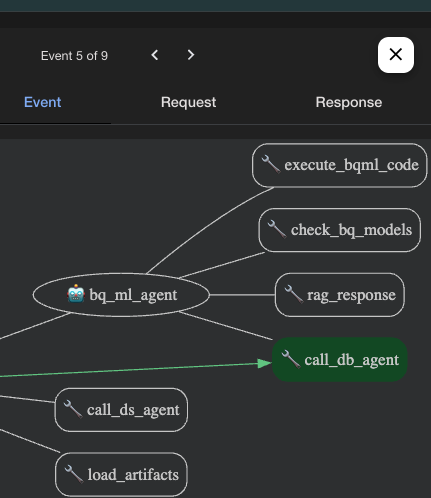 Event 5 of 9
Event Request Response
execute_bqml_code
check_bq_models
bq_ml_agent
rag_response
call_db_agent
call_ds_agent
load_artifacts